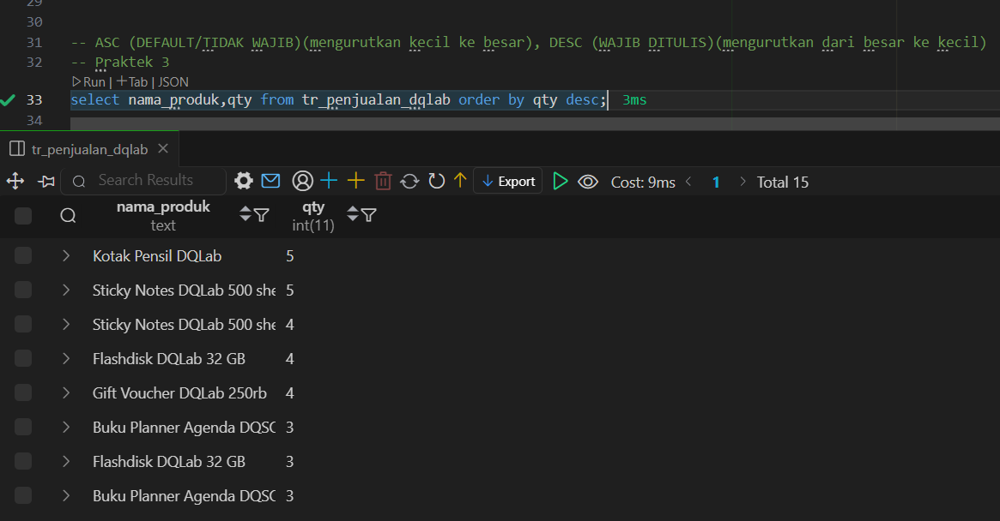 29
30
31 -- ASC (DEFAULT/TIDAK WAJIB)(mengurutkan kecil ke besar), DESC (WAJIB DITULIS)(mengurutkan dari besar ke kecil)
32 -- Praktek 3
Run | Tab | JSON
33 select nama_produk,qty from tr_penjualan_dqlab order by qty desc; 3ms
34
tr_penjualan_dqlab
Search Results Export Cost: 9ms 1 Total 15
nama_produk qty
text int(11)
Kotak Pensil DQLab 5
Sticky Notes DQLab 500 she 5
Sticky Notes DQLab 500 she 4
Flashdisk DQLab 32 GB 4
Gift Voucher DQLab 250rb 4
Buku Planner Agenda DQSC 3
Flashdisk DQLab 32 GB 3
Buku Planner Agenda DQSC 3